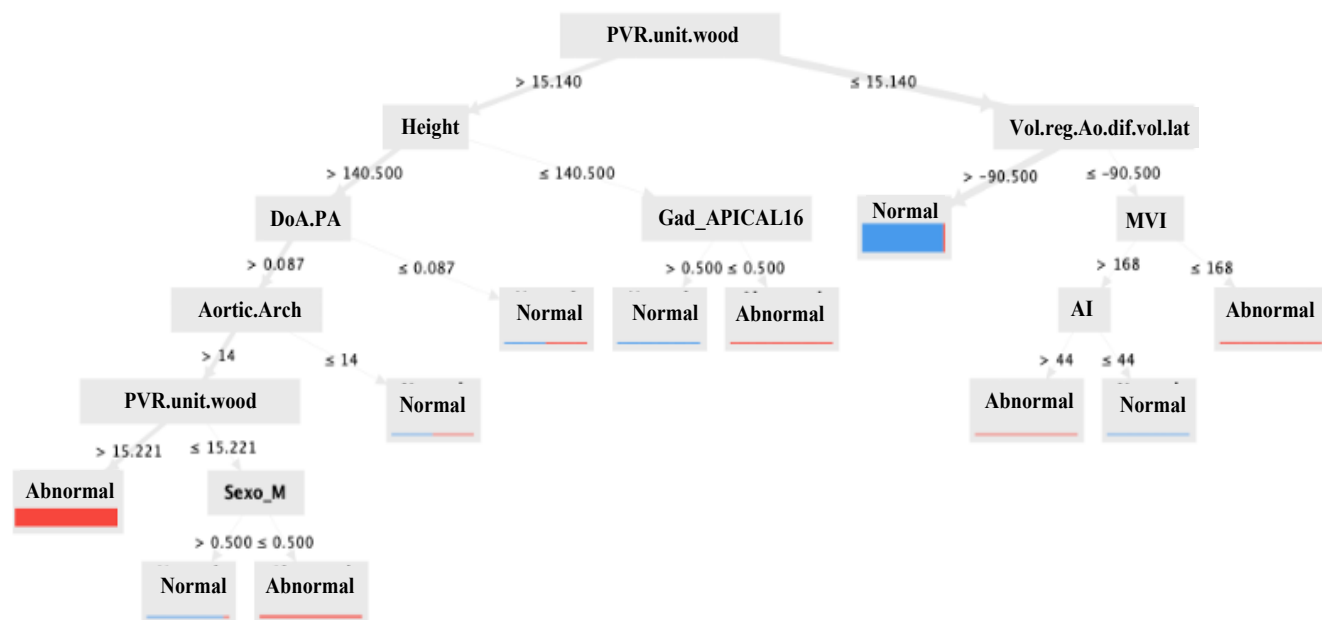 PVR.unit.wood
> 15.140 ≤ 15.140
Height Vol.reg.Ao.dif.vol.lat
> 140.500 ≤ 140.500 > -90.500 ≤ -90.500
DoA.PA Gad_APICAL16 Normal MVI
> 0.087 ≤ 0.087 > 0.500 ≤ 0.500 > 168 ≤ 168
Aortic.Arch Normal Normal Abnormal AI Abnormal
> 14 ≤ 14 > 44 ≤ 44
PVR.unit.wood Normal Abnormal Normal
> 15.221 ≤ 15.221
Abnormal Sexo_M
> 0.500 ≤ 0.500
Normal Abnormal